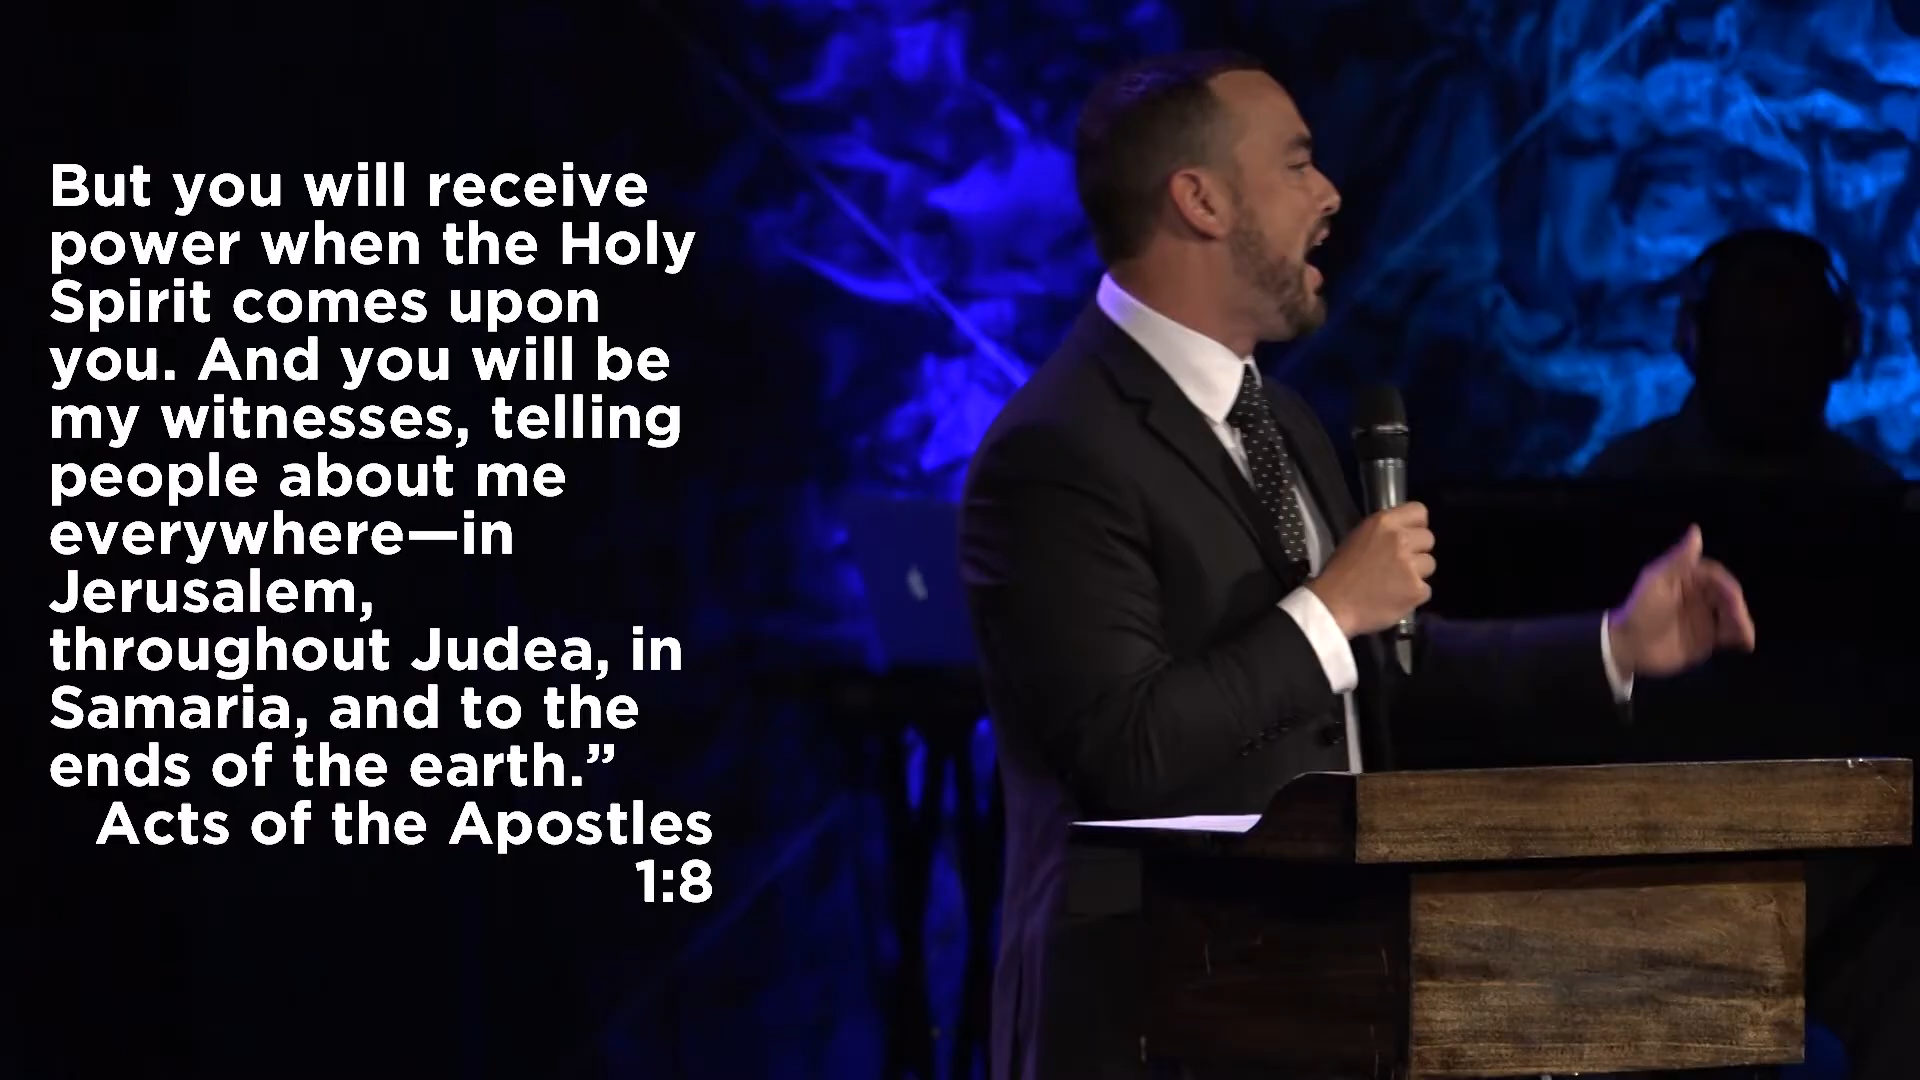 But you will receive
power when the Holy
Spirit comes upon
you. And you will be
my witnesses, telling
people about me
everywhere—in
Jerusalem,
throughout Judea, in
Samaria, and to the
ends of the earth.”
Acts of the Apostles
1:8